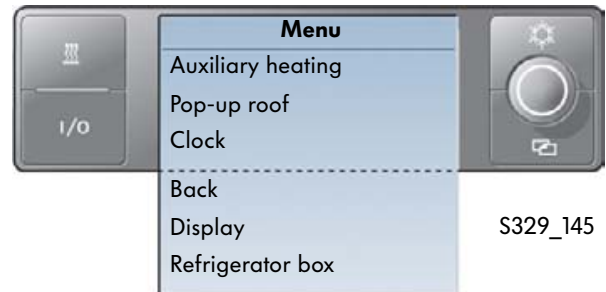 Menu
Auxiliary heating
Pop-up roof
Clock
I/O
Back
Display
Refrigerator box
S329_145